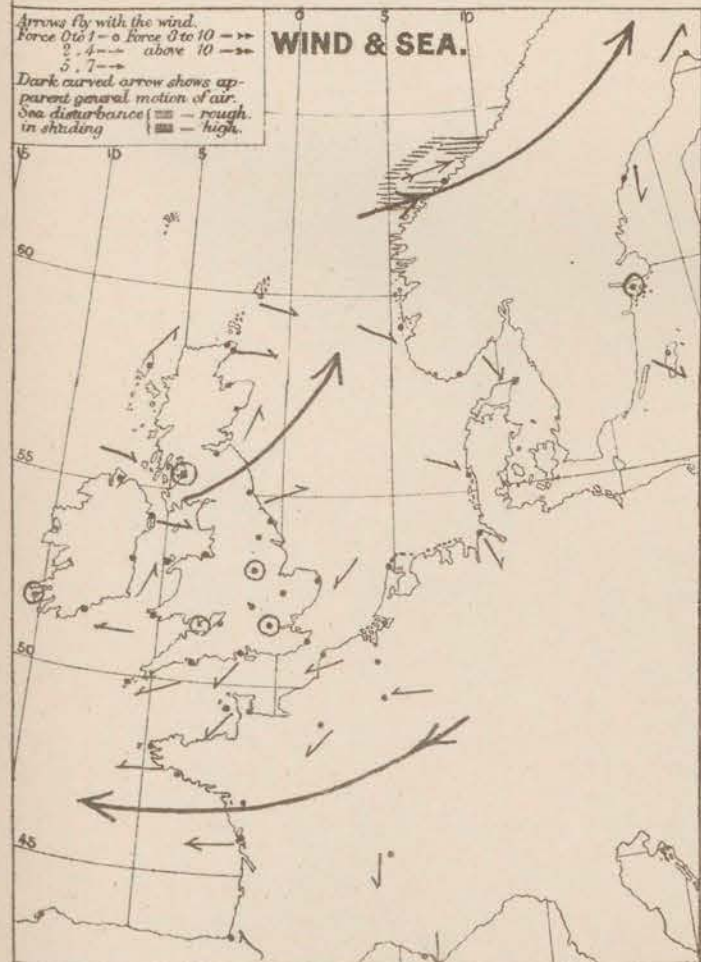 Arrows fly with the wind.
Force 0 to 1 – o Force 8 to 10 –
2 „ 4 – above 10 –
5 „ 7 –
Dark curved arrow shows ap-
parent general motion of air.
Sea disturbance { – rough.
in shading { – high.
WIND & SEA.
0 5 10
15 10 5
60
55
50
45